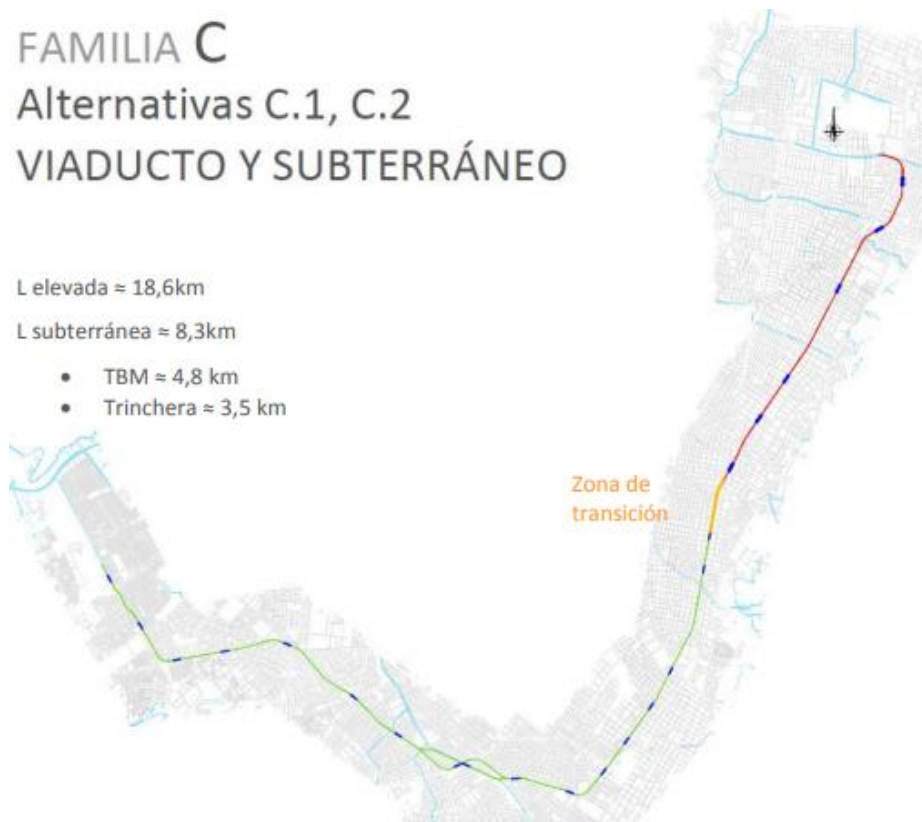 FAMILIA C
Alternativas C.1, C.2
VIADUCTO Y SUBTERRÁNEO
L elevada ≈ 18,6km
L subterránea ≈ 8,3km
• TBM ≈ 4,8 km
• Trinchera ≈ 3,5 km
Zona de
transición